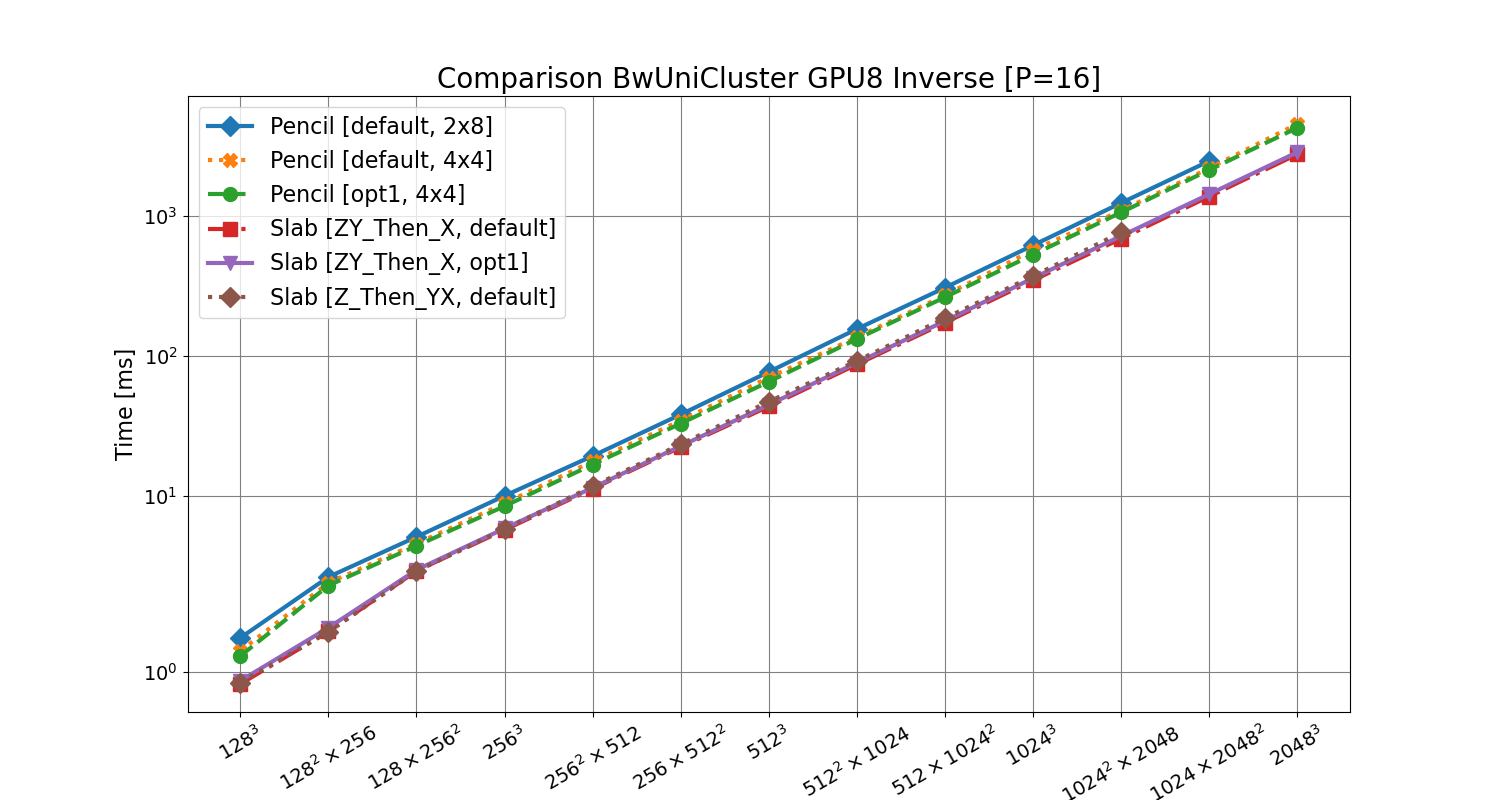 Comparison BwUniCluster GPU8 Inverse [P=16]
Pencil [default, 2x8]
Pencil [default, 4x4]
Pencil [opt1, 4x4]
Slab [ZY_Then_X, default]
Slab [ZY_Then_X, opt1]
Slab [Z_Then_YX, default]
Time [ms]
10³
10²
10¹
10⁰
128³
128² × 256
128 × 256²
256³
256² × 512
256 × 512²
512³
512² × 1024
512 × 1024²
1024³
1024² × 2048
1024 × 2048²
2048³